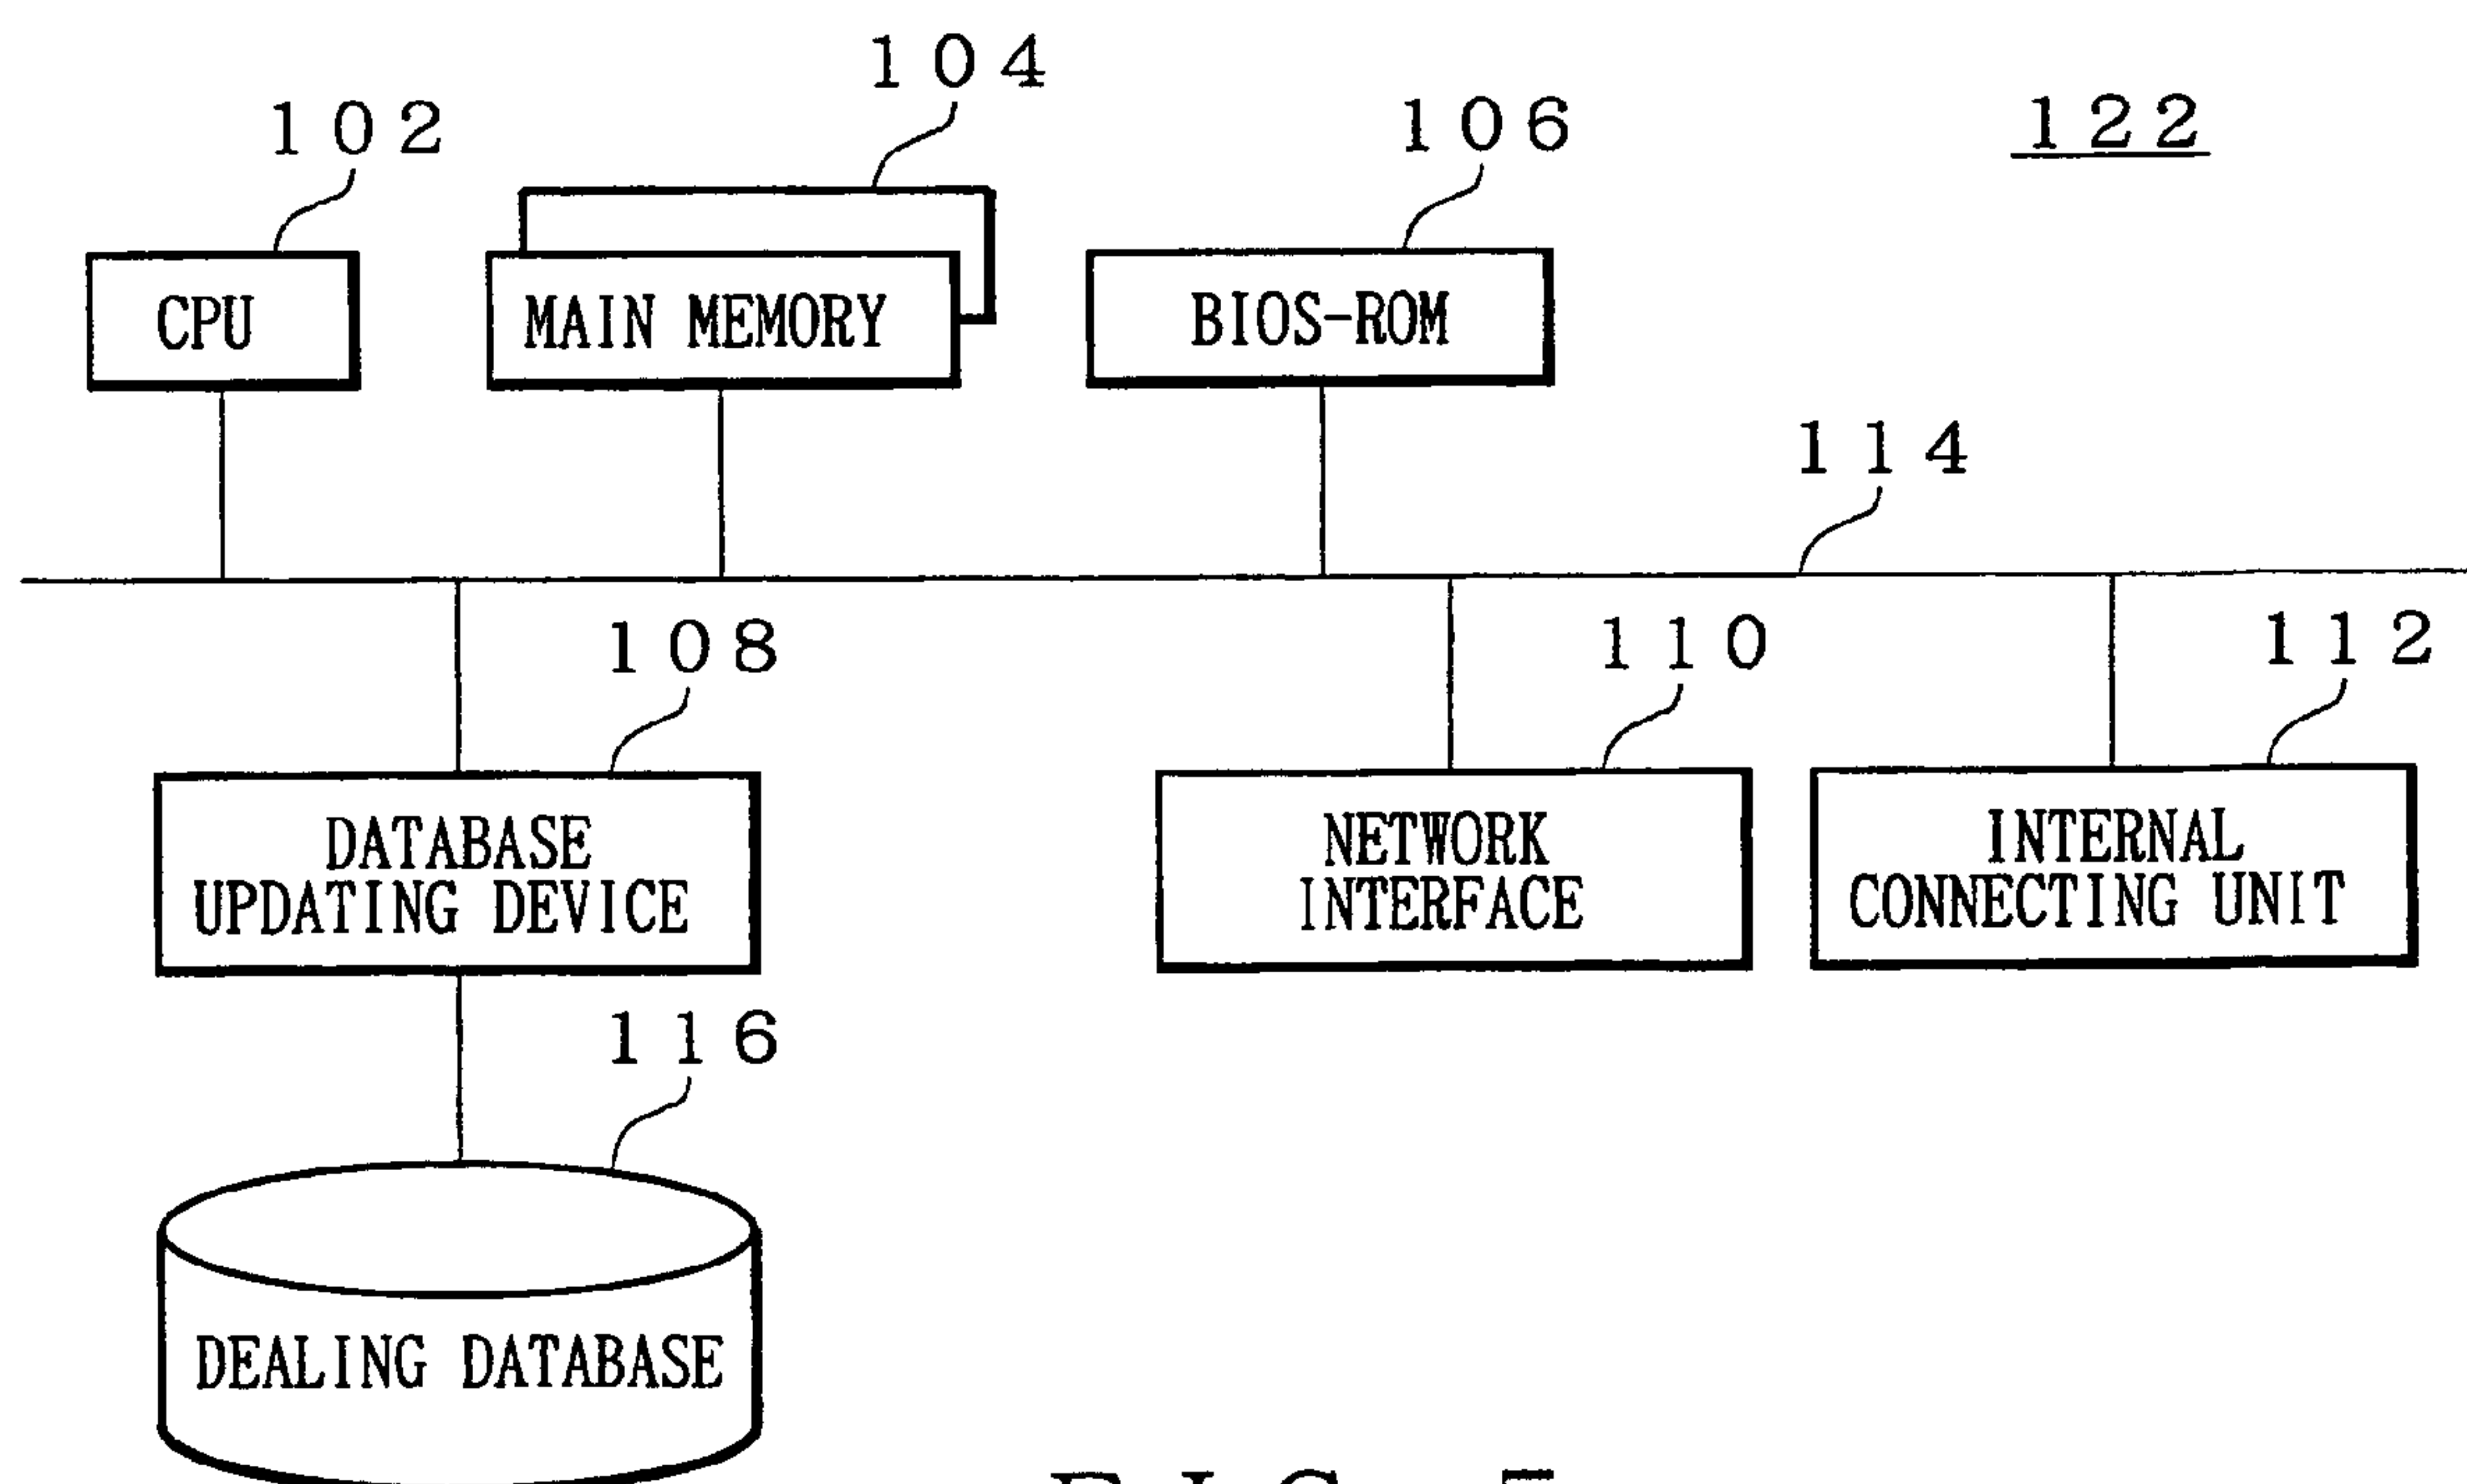 104
102
106
122
CPU
MAIN MEMORY
BIOS-ROM
114
108
110
112
DATABASE
UPDATING DEVICE
NETWORK
INTERFACE
INTERNAL
CONNECTING UNIT
116
DEALING DATABASE